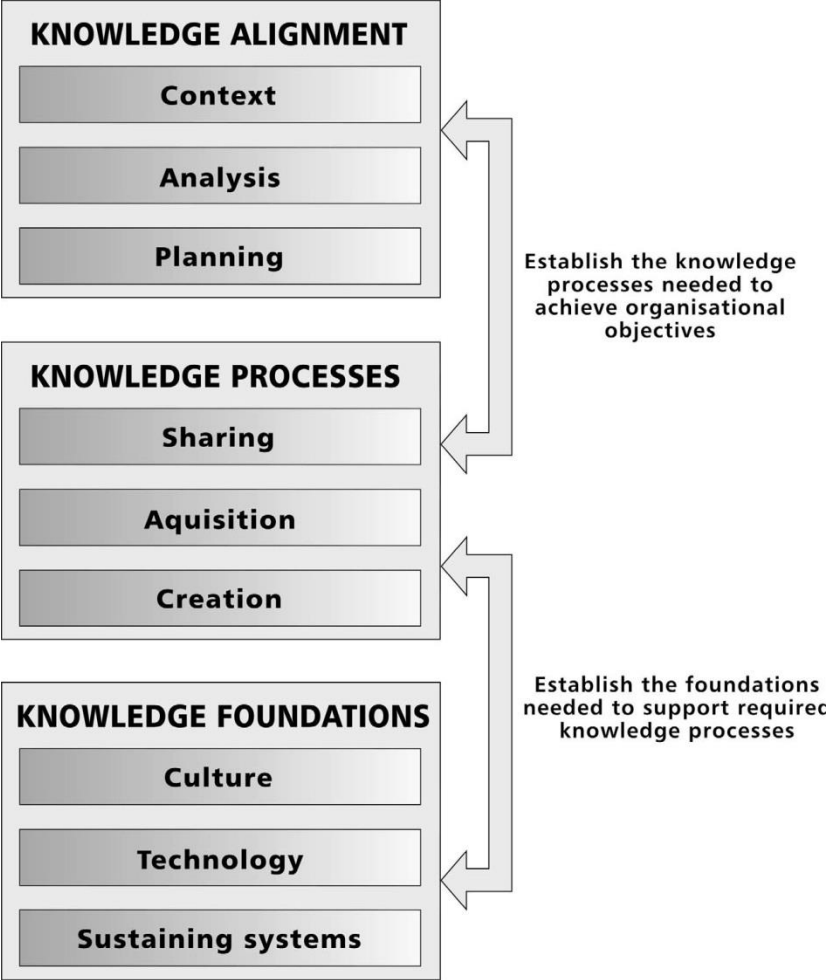 KNOWLEDGE ALIGNMENT
Context
Analysis
Planning
Establish the knowledge
processes needed to
achieve organisational
objectives
KNOWLEDGE PROCESSES
Sharing
Aquisition
Creation
Establish the foundations
needed to support required
knowledge processes
KNOWLEDGE FOUNDATIONS
Culture
Technology
Sustaining systems